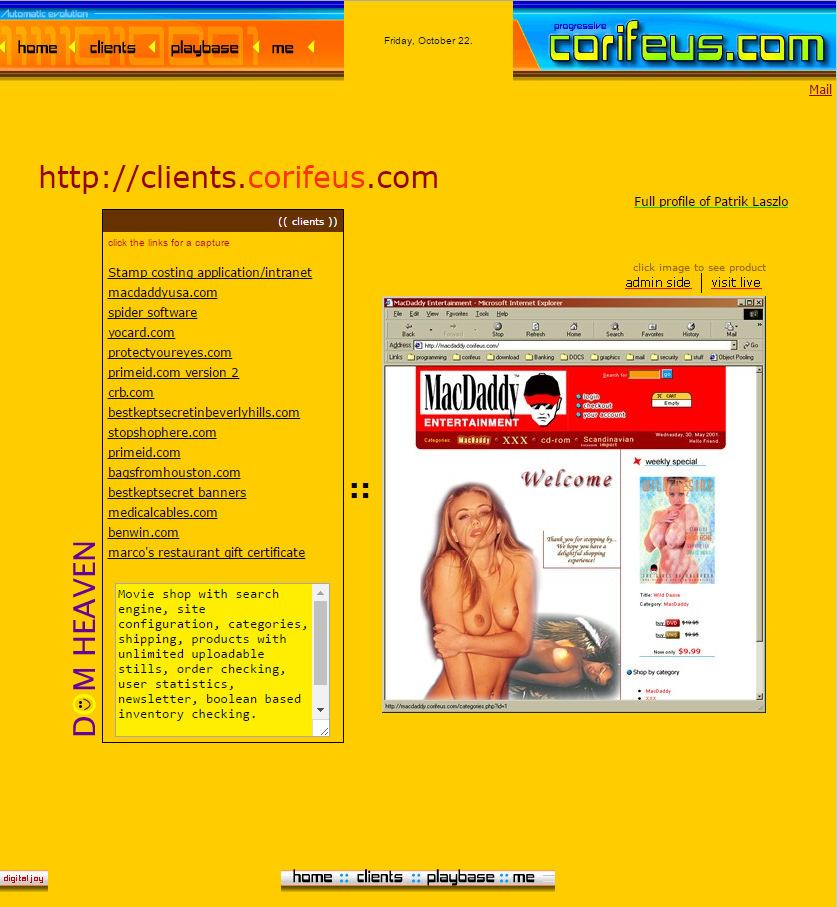 Automatic evolution
home clients playbase me
Friday, October 22.
progressive
corifeus.com
Mail
http://clients.corifeus.com
Full profile of Patrik Laszlo
(( clients ))
click the links for a capture
Stamp costing application/intranet
macdaddyusa.com
spider software
yocard.com
protectyoureyes.com
primeid.com version 2
crb.com
bestkeptsecretinbeverlyhills.com
stopshophere.com
primeid.com
bagsfromhouston.com
bestkeptsecret banners
medicalcables.com
benwin.com
marco's restaurant gift certificate
Movie shop with search
engine, site
configuration, categories,
shipping, products with
unlimited uploadable
stills, order checking,
user statistics,
newsletter, boolean based
inventory checking.
D M HEAVEN
::
click image to see product
admin side visit live
MacDaddy Entertainment - Microsoft Internet Explorer
File Edit View Favorites Tools Help
Back Forward Stop Refresh Home Search Favorites History Mail
Address http://macdaddy.corifeus.com/ Go
Links programming corifeus download Banking DOCS graphics mail security stuff Object Pooling
MacDaddy
ENTERTAINMENT
Search for go
login
checkout
your account
CART
Empty
Categories: MacDaddy XXX cd-rom Scandinavian
import
Wednesday, 30. May 2001.
Hello Friend.
Welcome
Thank you for stopping by...
We hope you have a
delightful shopping
experience!
weekly special
Title: Wild Desire
Category: MacDaddy
buy DVD $19.95
buy VHS $9.95
Now only $9.99
Shop by category
MacDaddy
XXX
http://macdaddy.corifeus.com/categories.php?id=1
digital joy
home :: clients :: playbase :: me